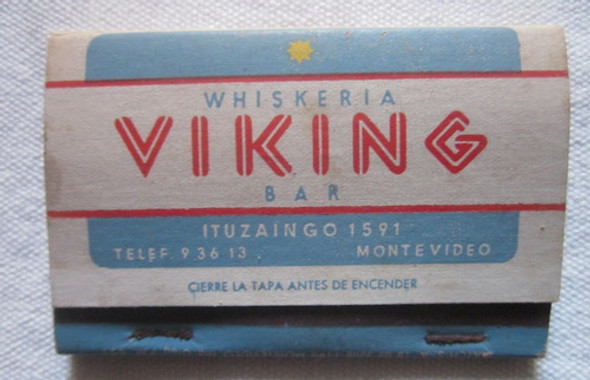 WHISKERIA
VIKING
BAR
ITUZAINGO 1591
TELEF. 9 36 13 MONTEVIDEO
CIERRE LA TAPA ANTES DE ENCENDER